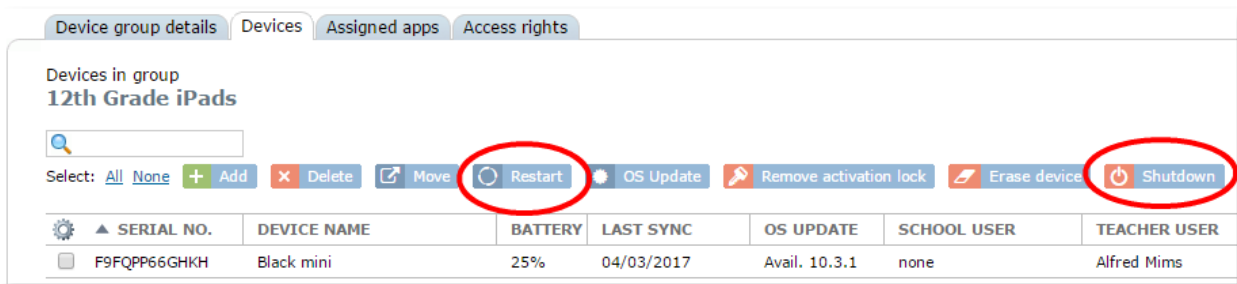 Device group details Devices Assigned apps Access rights
Devices in group
12th Grade iPads
Select: All None Add Delete Move Restart OS Update Remove activation lock Erase device Shutdown
SERIAL NO. DEVICE NAME BATTERY LAST SYNC OS UPDATE SCHOOL USER TEACHER USER
F9FQPP66GHKH Black mini 25% 04/03/2017 Avail. 10.3.1 none Alfred Mims